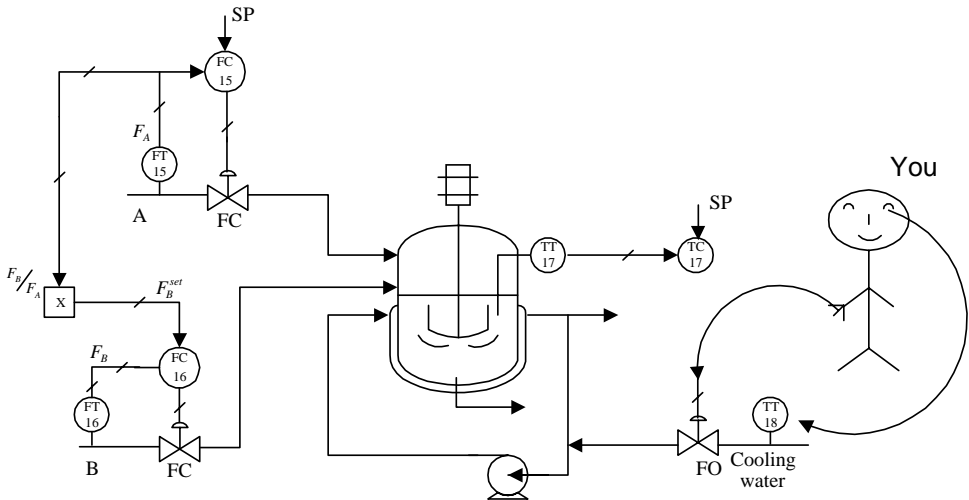 SP
FC
15
F_A
FT
15
A
FC
You
SP
TT
17
TC
17
F_B/F_A
X
F_B^{set}
F_B
FC
16
FT
16
B
FC
TT
18
FO
Cooling
water